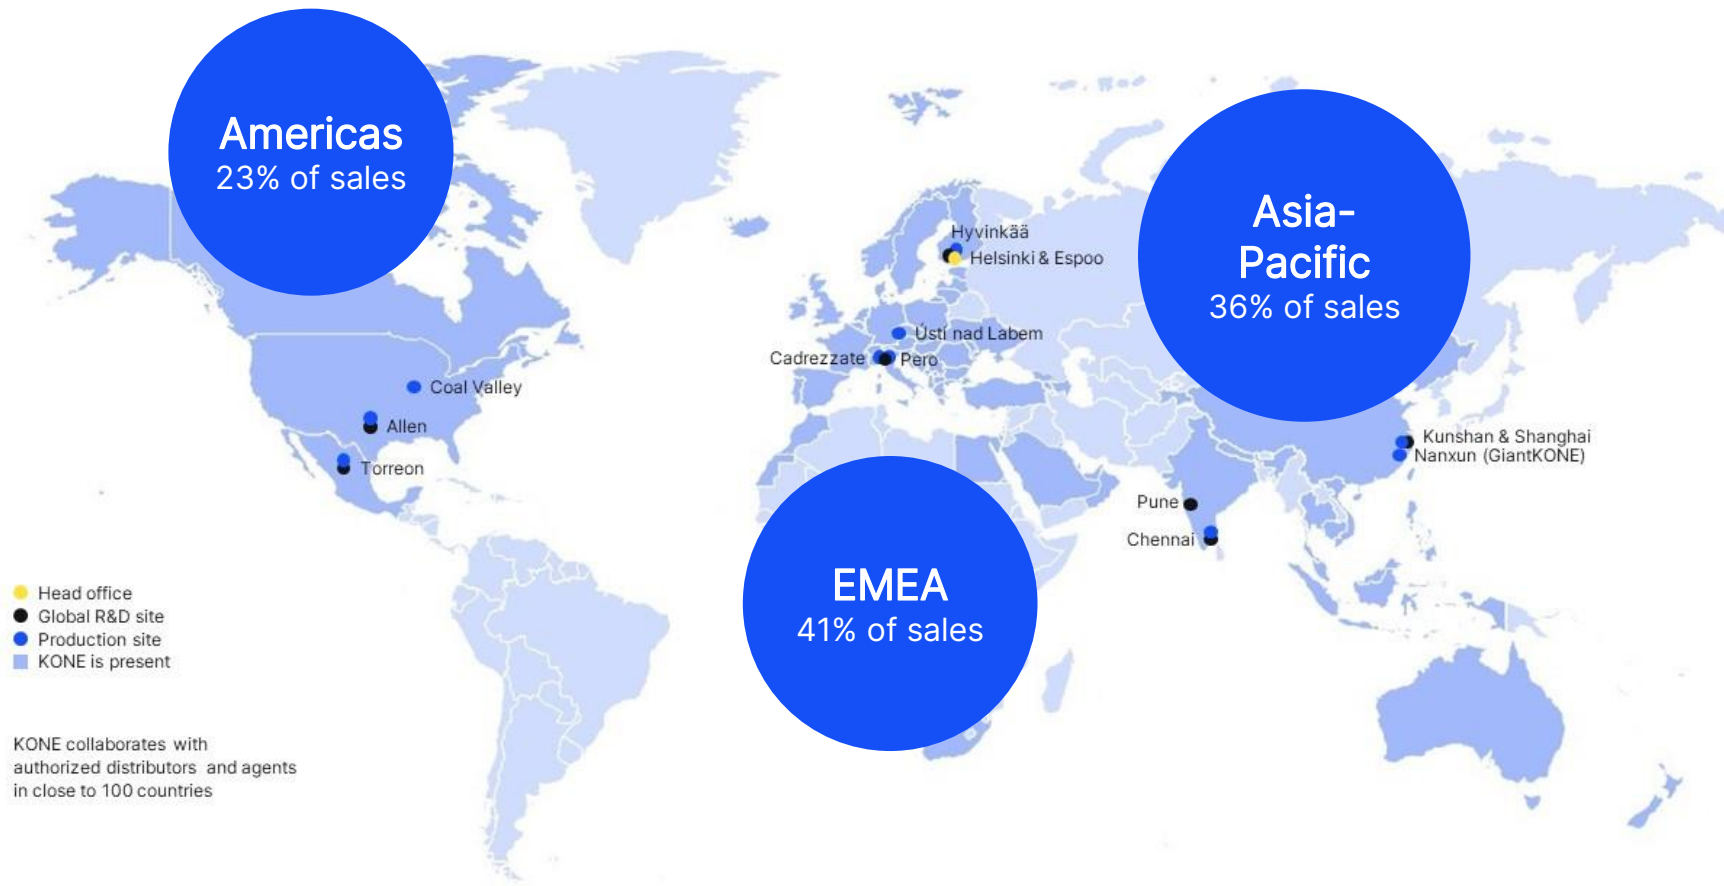 Americas
23% of sales
Asia-
Pacific
36% of sales
Hyvinkää
Helsinki & Espoo
Ústí nad Labem
Cadrezzate
Pero
Coal Valley
Allen
Torreon
Kunshan & Shanghai
Nanxun (GiantKONE)
Pune
Chennai
EMEA
41% of sales
Head office
Global R&D site
Production site
KONE is present
KONE collaborates with
authorized distributors and agents
in close to 100 countries